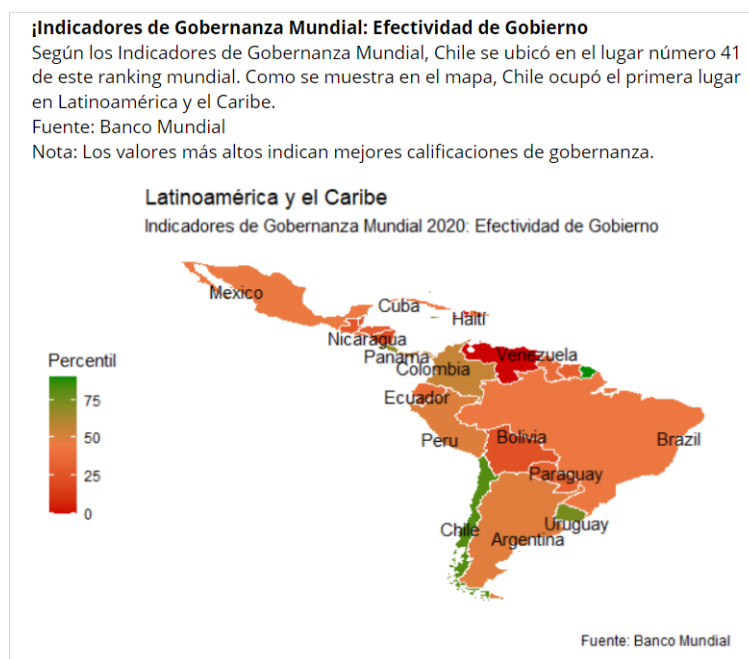 ¡Indicadores de Gobernanza Mundial: Efectividad de Gobierno
Según los Indicadores de Gobernanza Mundial, Chile se ubicó en el lugar número 41
de este ranking mundial. Como se muestra en el mapa, Chile ocupó el primera lugar
en Latinoamérica y el Caribe.
Fuente: Banco Mundial
Nota: Los valores más altos indican mejores calificaciones de gobernanza.
Latinoamérica y el Caribe
Indicadores de Gobernanza Mundial 2020: Efectividad de Gobierno
Mexico
Cuba
Haití
Nicaragua
Panamá
Venezuela
Colombia
Ecuador
Peru
Bolivia
Brazil
Paraguay
Chile
Uruguay
Argentina
Percentil
75
50
25
0
Fuente: Banco Mundial